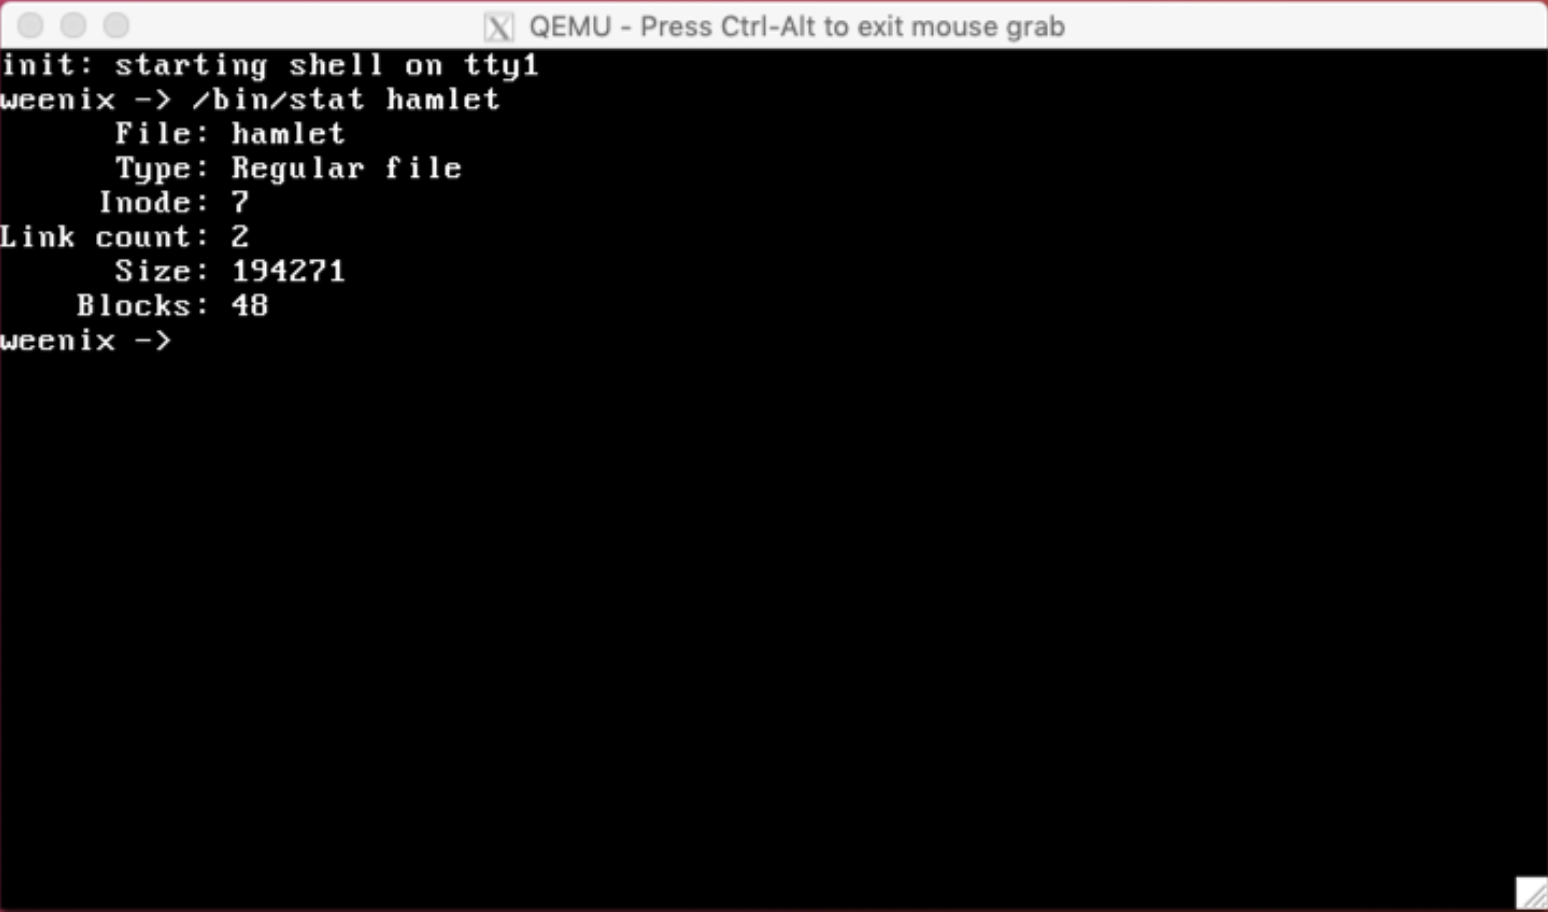 QEMU - Press Ctrl-Alt to exit mouse grab
init: starting shell on tty1
weenix -> /bin/stat hamlet
File: hamlet
Type: Regular file
Inode: 7
Link count: 2
Size: 194271
Blocks: 48
weenix ->